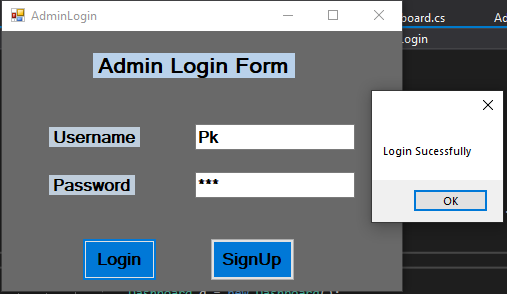 AdminLogin
board.cs
Login
Admin Login Form
Username
Pk
Password
***
Login Sucessfully
OK
Login
SignUp